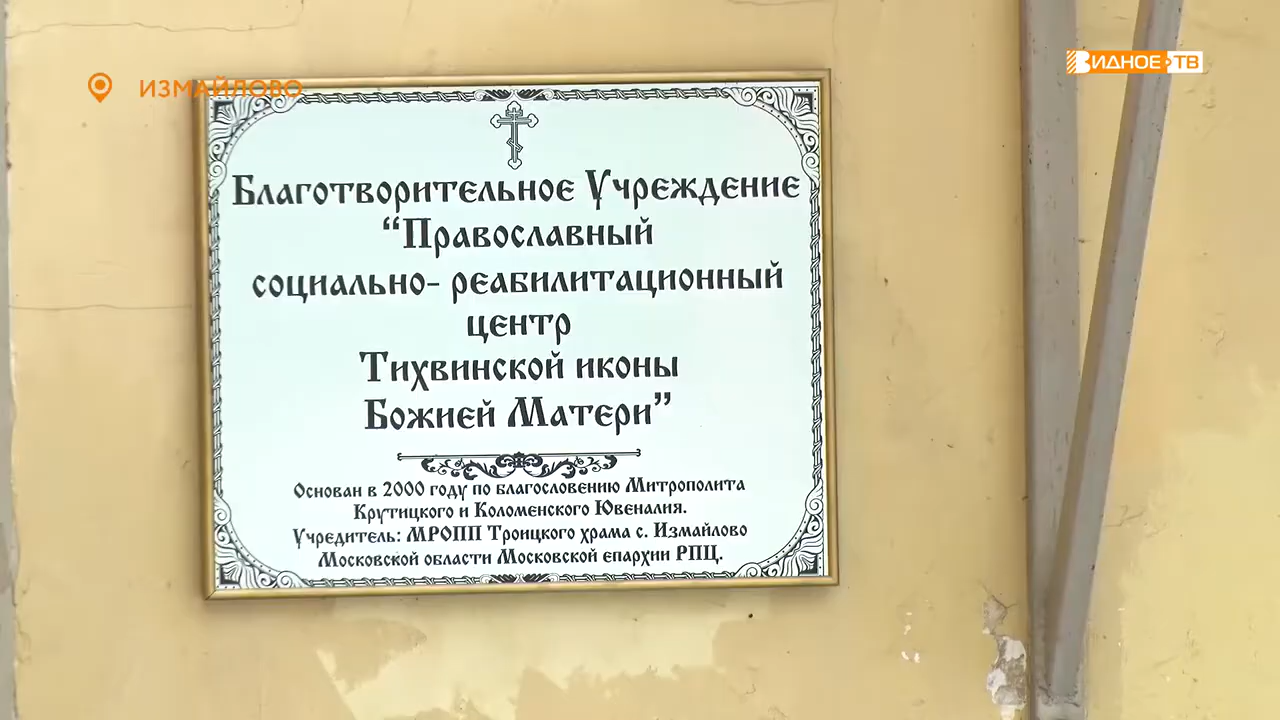 ИЗМАЙЛОВО
ВИДНОЕ ТВ
Благотворительное Учреждение
“Православный
социально- реабилитационный
центр
Тихвинской иконы
Божией Матери”
Основан в 2000 году по благословению Митрополита
Крутицкого и Коломенского Ювеналия.
Учредитель: МРОПП Троицкого храма с. Измайлово
Московской области Московской епархии РПЦ.